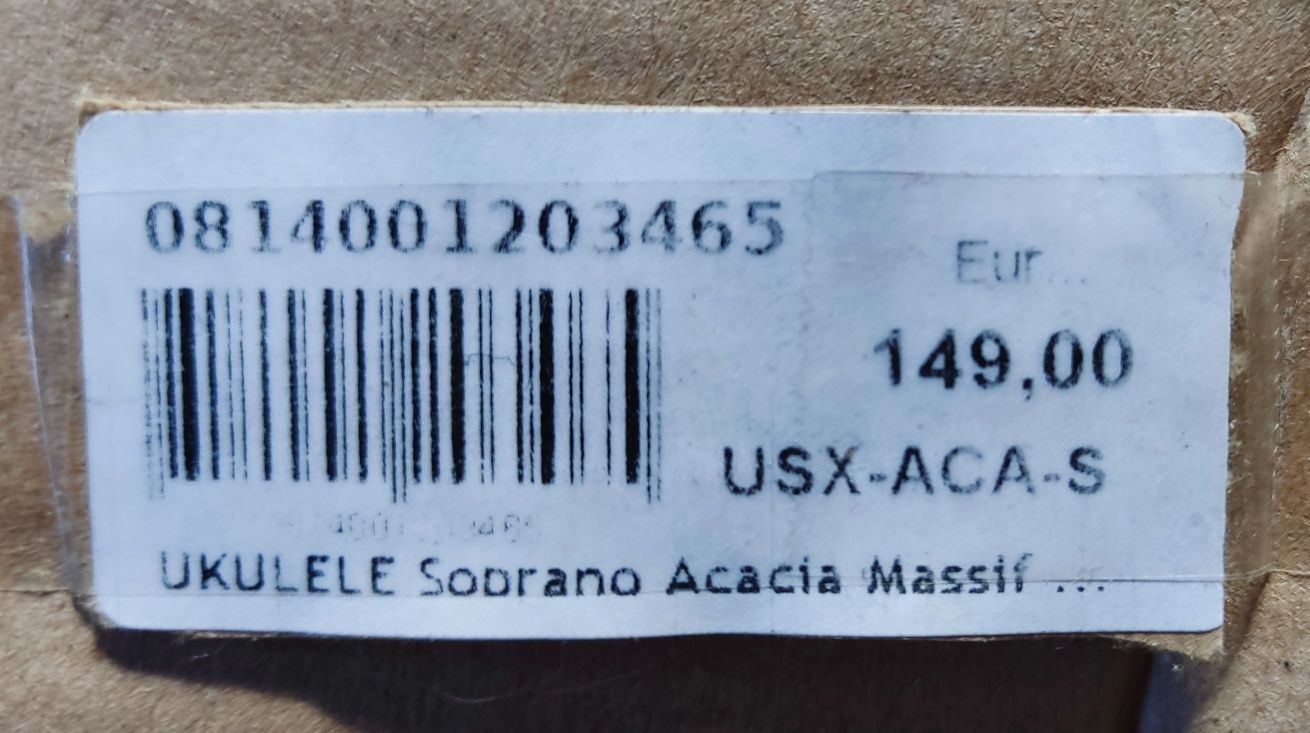 0814001203465
Eur...
149,00
USX-ACA-S
UKULELE Soprano Acacia Massif ...